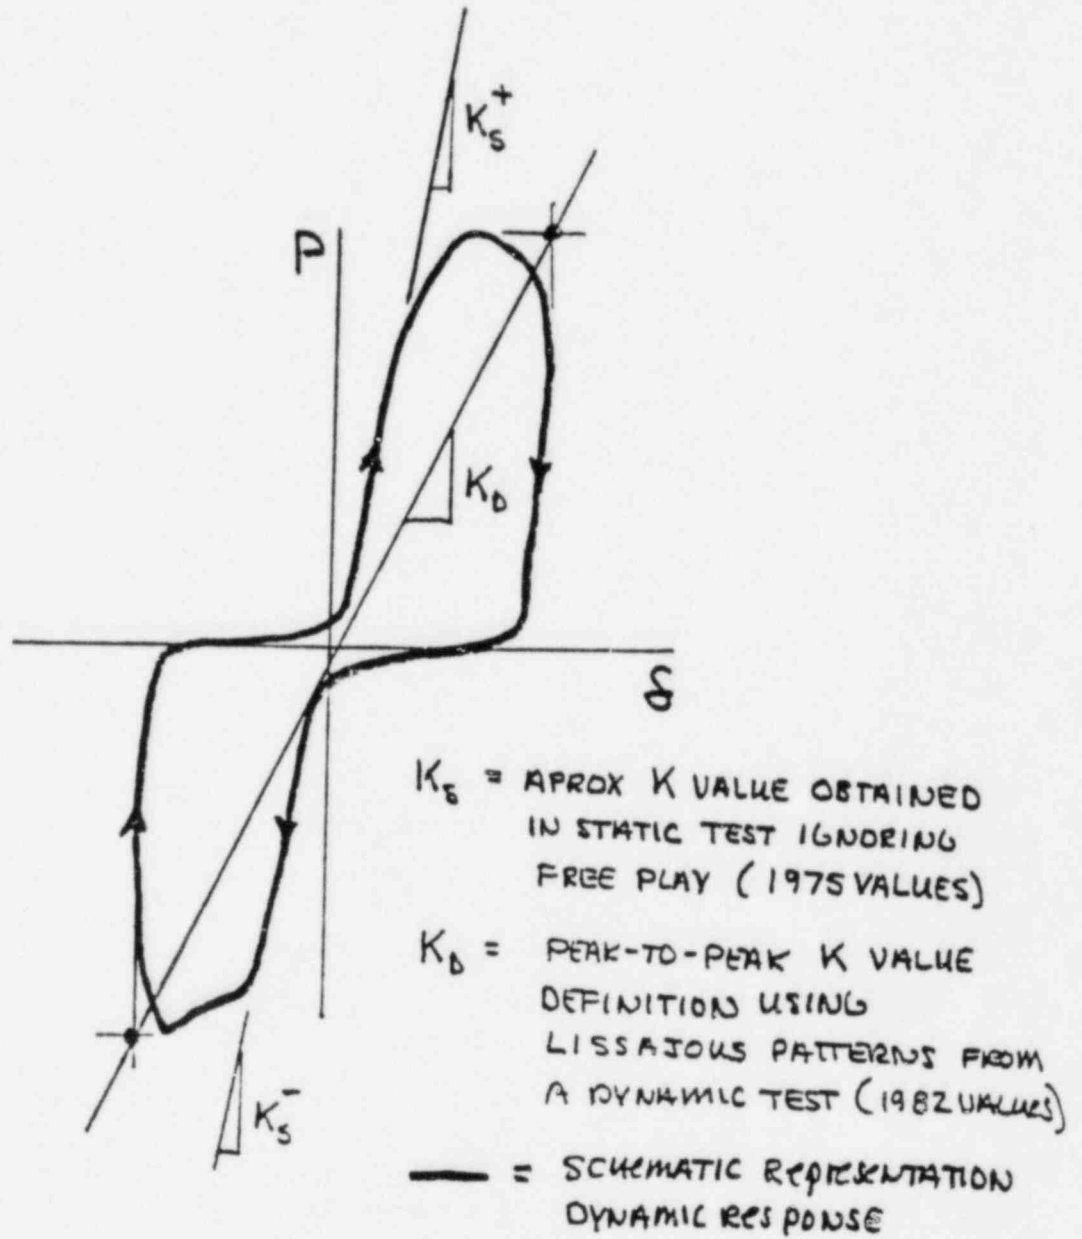 K_S^+
P
K_D
δ
K_S = APROX K VALUE OBTAINED
IN STATIC TEST IGNORING
FREE PLAY (1975 VALUES)
K_D = PEAK-TO-PEAK K VALUE
DEFINITION USING
LISSAJOUS PATTERNS FROM
A DYNAMIC TEST (1982 VALUES)
K_S^-
= SCHEMATIC REPRESENTATION
DYNAMIC RESPONSE